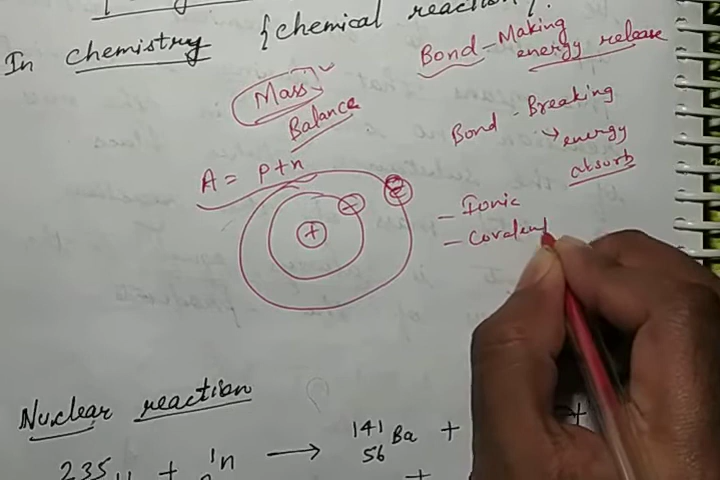 In chemistry {chemical reaction}.
Bond - Making
energy release
Mass
Balance
Bond - Breaking
energy
absorb
A = p+n
- Ionic
- Covalent
Nuclear reaction
235 + 1n → 141 56 Ba +
+